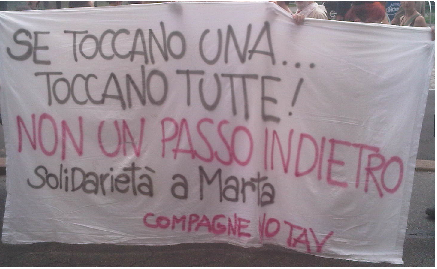 SE TOCCANO UNA...
TOCCANO TUTTE!
NON UN PASSO INDIETRO
SoliDarietà a Marta
COMPAGNE NO TAV